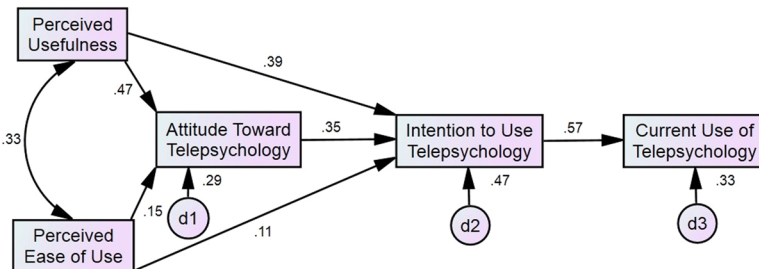 Perceived
Usefulness
.39
.47
.33
Attitude Toward
Telepsychology
.35
Intention to Use
Telepsychology
.57
Current Use of
Telepsychology
.29
.47
.33
.15
d1
.11
d2
d3
Perceived
Ease of Use